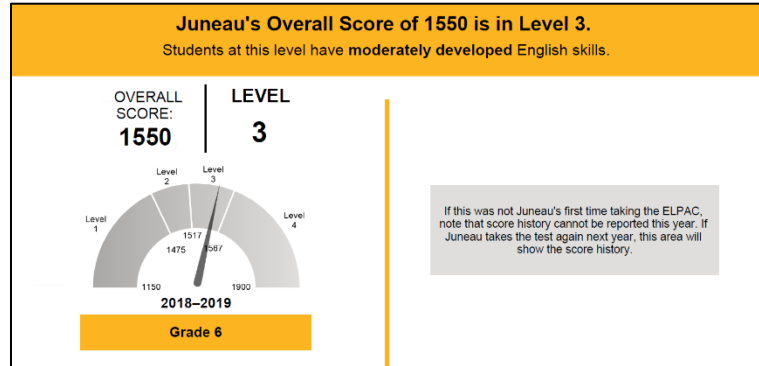 Juneau's Overall Score of 1550 is in Level 3.
Students at this level have moderately developed English skills.
OVERALL
SCORE:
1550
LEVEL
3
Level
1
Level
2
Level
3
Level
4
1150
1475
1517
1587
1900
2018–2019
Grade 6
If this was not Juneau's first time taking the ELPAC,
note that score history cannot be reported this year. If
Juneau takes the test again next year, this area will
show the score history.